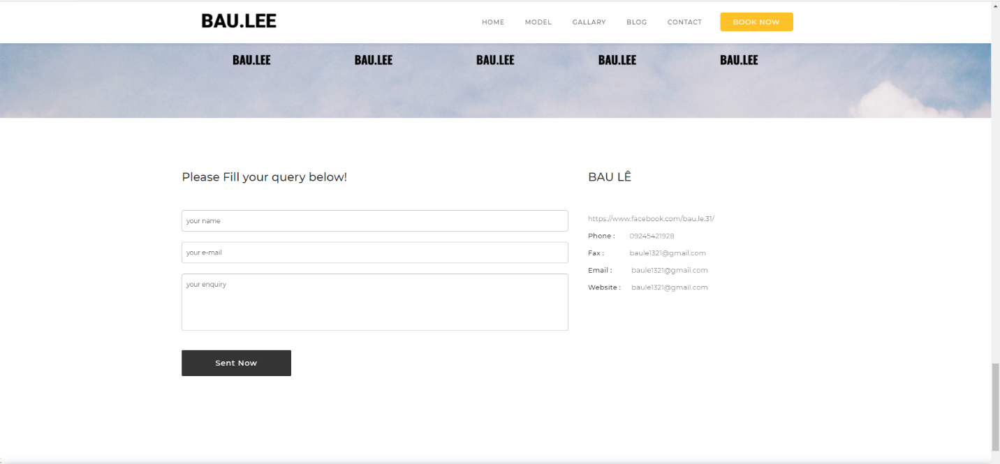 BAU.LEE
HOME MODEL GALLARY BLOG CONTACT BOOK NOW
BAU.LEE BAU.LEE BAU.LEE BAU.LEE BAU.LEE
Please Fill your query below!
your name
your e-mail
your enquiry
Sent Now
BAU LÊ
https://www.facebook.com/bau.le.31/
Phone : 09245421928
Fax : baule1321@gmail.com
Email : baule1321@gmail.com
Website : baule1321@gmail.com